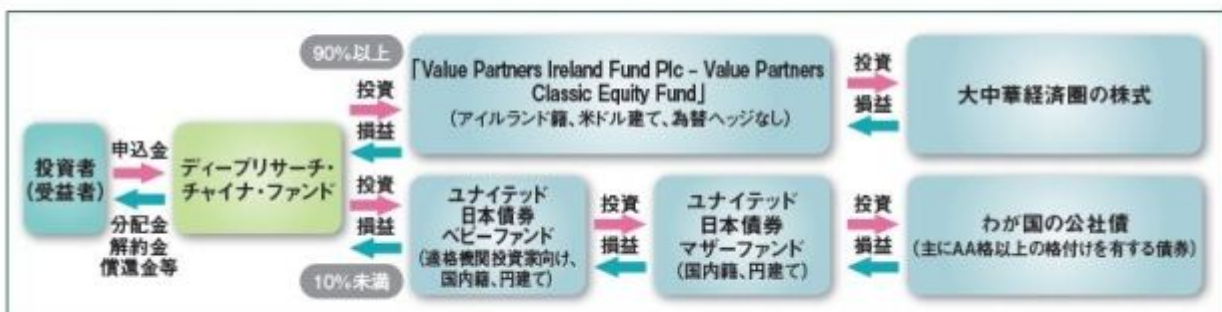 投資者
(受益者)
申込金
分配金
解約金
償還金等
ディープリサーチ・
チャイナ・ファンド
90%以上
投資
損益
「Value Partners Ireland Fund Plc – Value Partners
Classic Equity Fund」
(アイルランド籍、米ドル建て、為替ヘッジなし)
投資
損益
大中華経済圏の株式
投資
損益
10%未満
ユナイテッド
日本債券
ベビーファンド
(適格機関投資家向け、
国内籍、円建て)
投資
損益
ユナイテッド
日本債券
マザーファンド
(国内籍、円建て)
投資
損益
わが国の公社債
(主にAA格以上の格付けを有する債券)